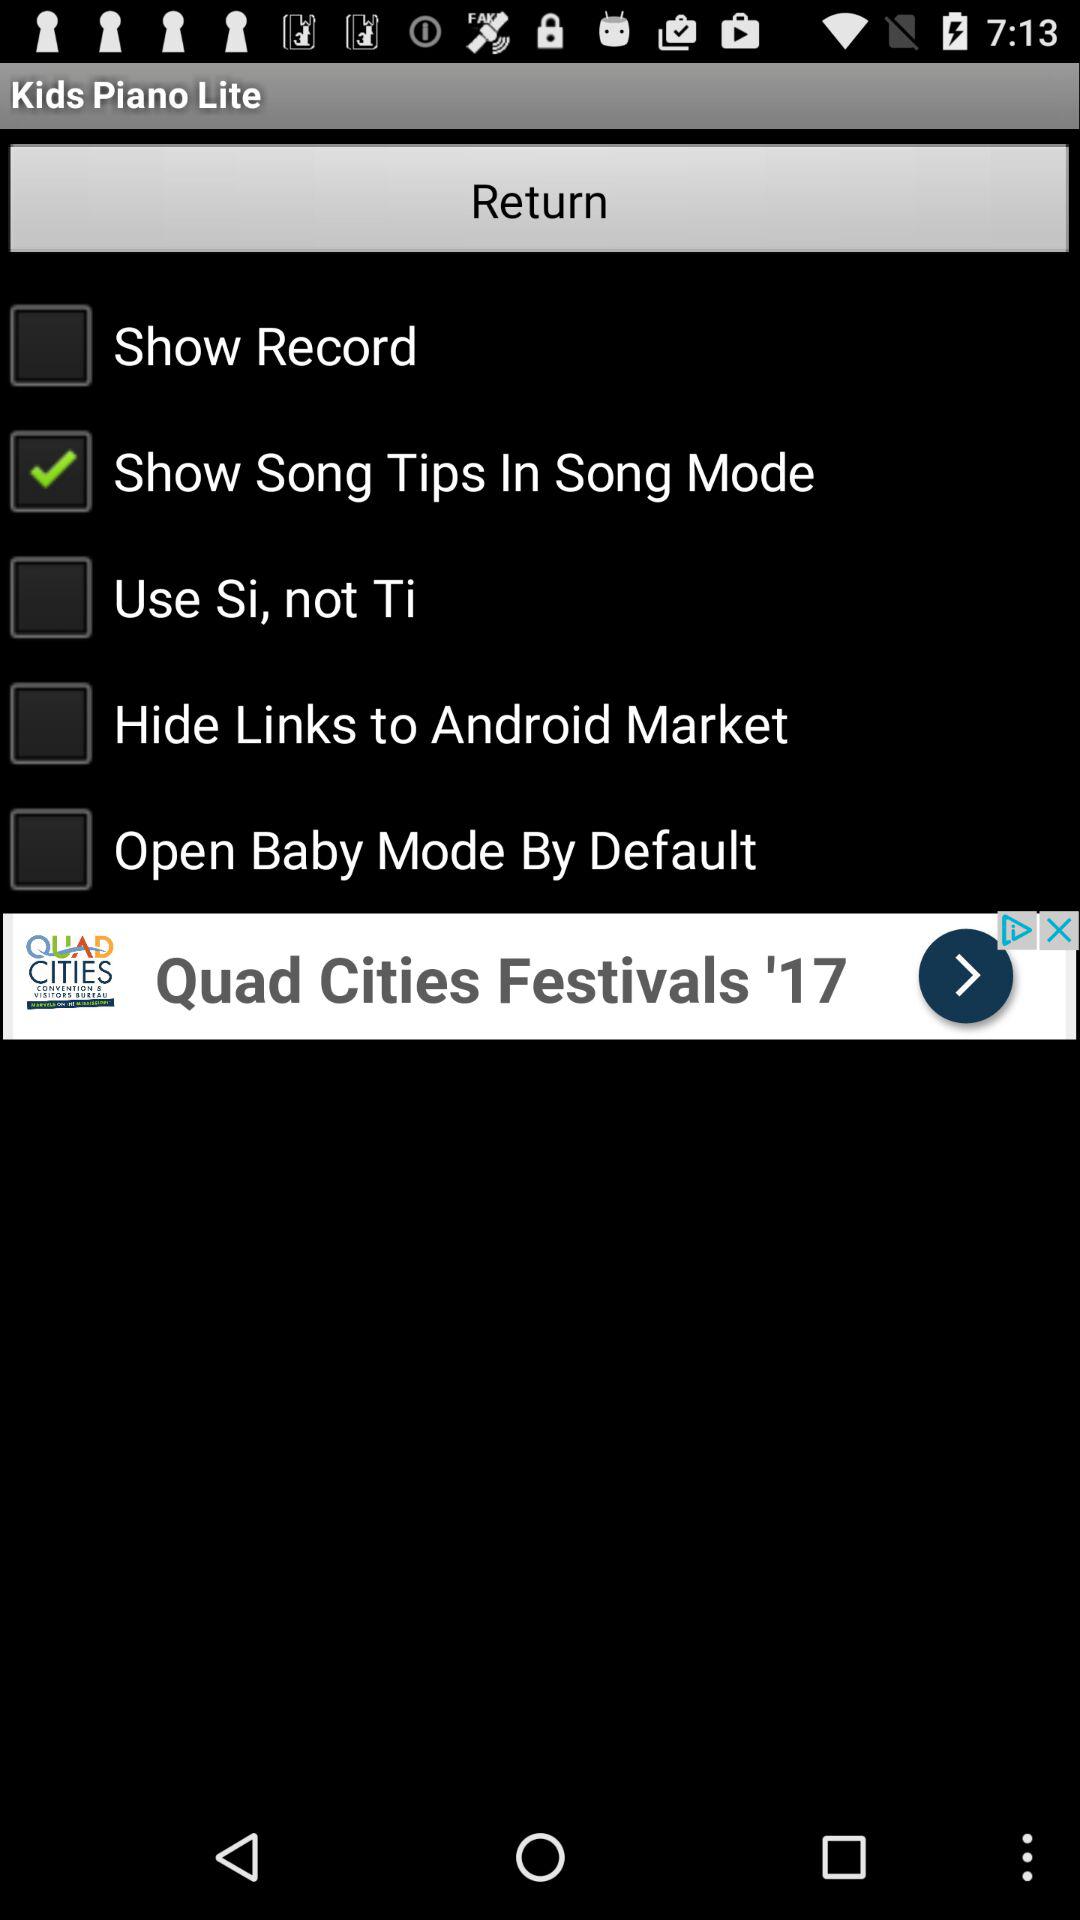 FAKE
7:13
Kids Piano Lite
Return
Show Record
Show Song Tips In Song Mode
Use Si, not Ti
Hide Links to Android Market
Open Baby Mode By Default
QUAD
CITIES
CONVENTION &
VISITORS BUREAU
Quad Cities Festivals '17